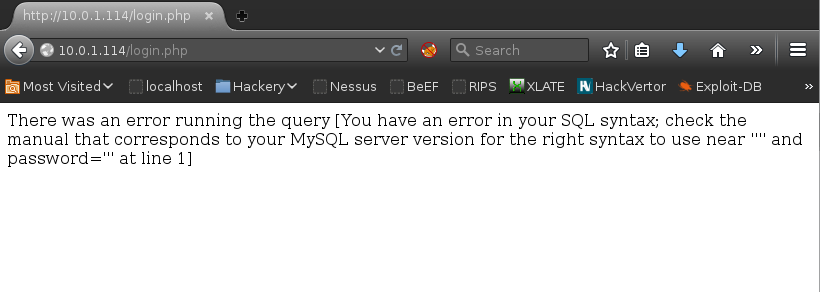 http://10.0.1.114/login.php
10.0.1.114/login.php
Search
Most Visited
localhost
Hackery
Nessus
BeEF
RIPS
XLATE
HackVertor
Exploit-DB
There was an error running the query [You have an error in your SQL syntax; check the
manual that corresponds to your MySQL server version for the right syntax to use near '''' and
password='' at line 1]